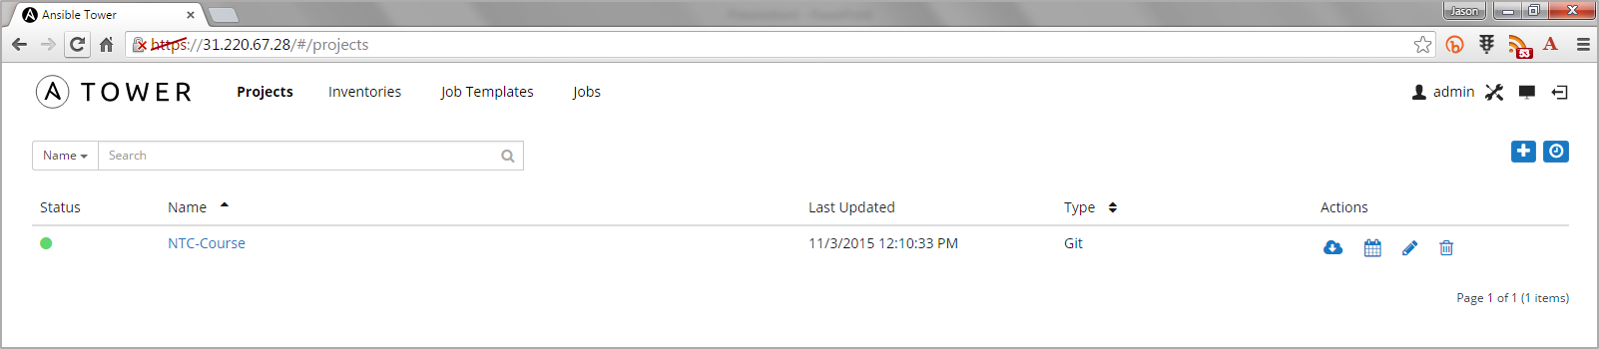 Ansible Tower
Jason
https://31.220.67.28/#/projects
53
A
A TOWER Projects Inventories Job Templates Jobs admin
Name Search
Status Name Last Updated Type Actions
NTC-Course 11/3/2015 12:10:33 PM Git
Page 1 of 1 (1 items)